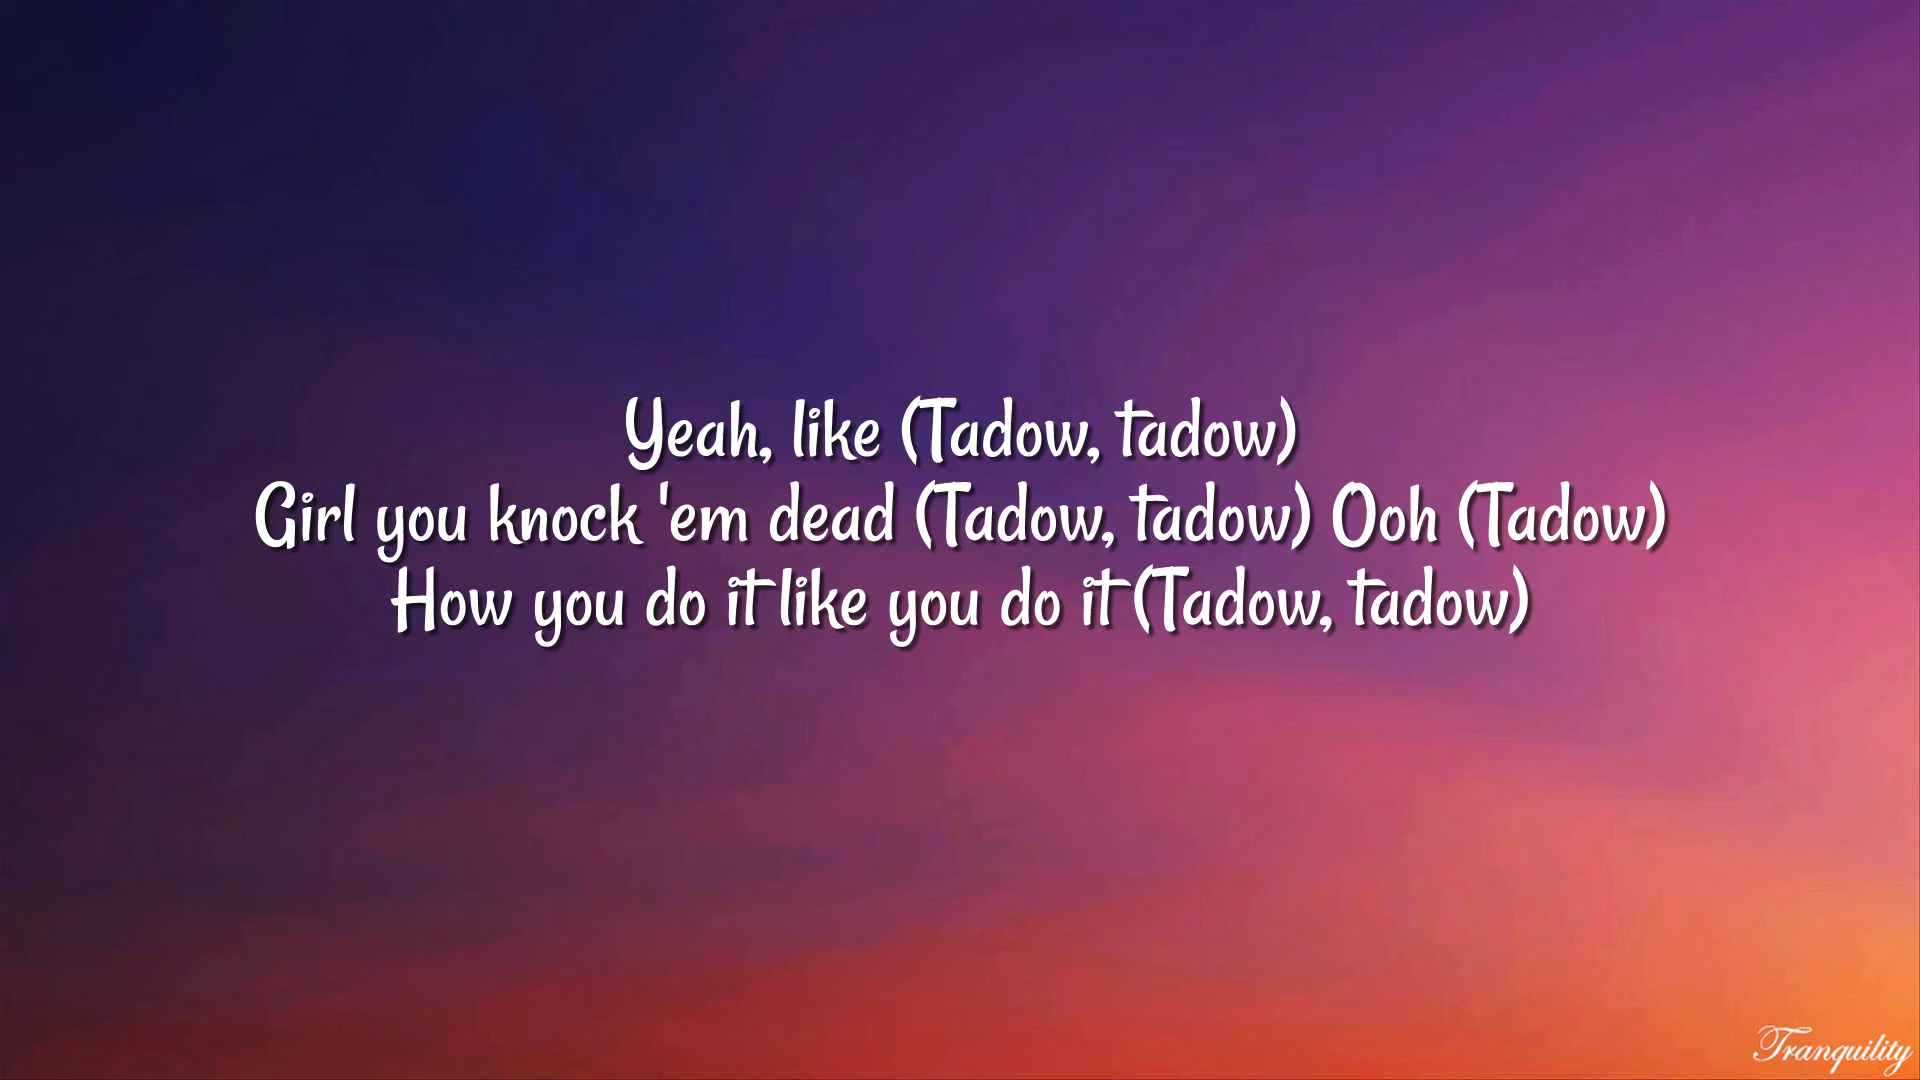 Yeah, like (Tadow, tadow)
Girl you knock 'em dead (Tadow, tadow) Ooh (Tadow)
How you do it like you do it (Tadow, tadow)
Tranquility